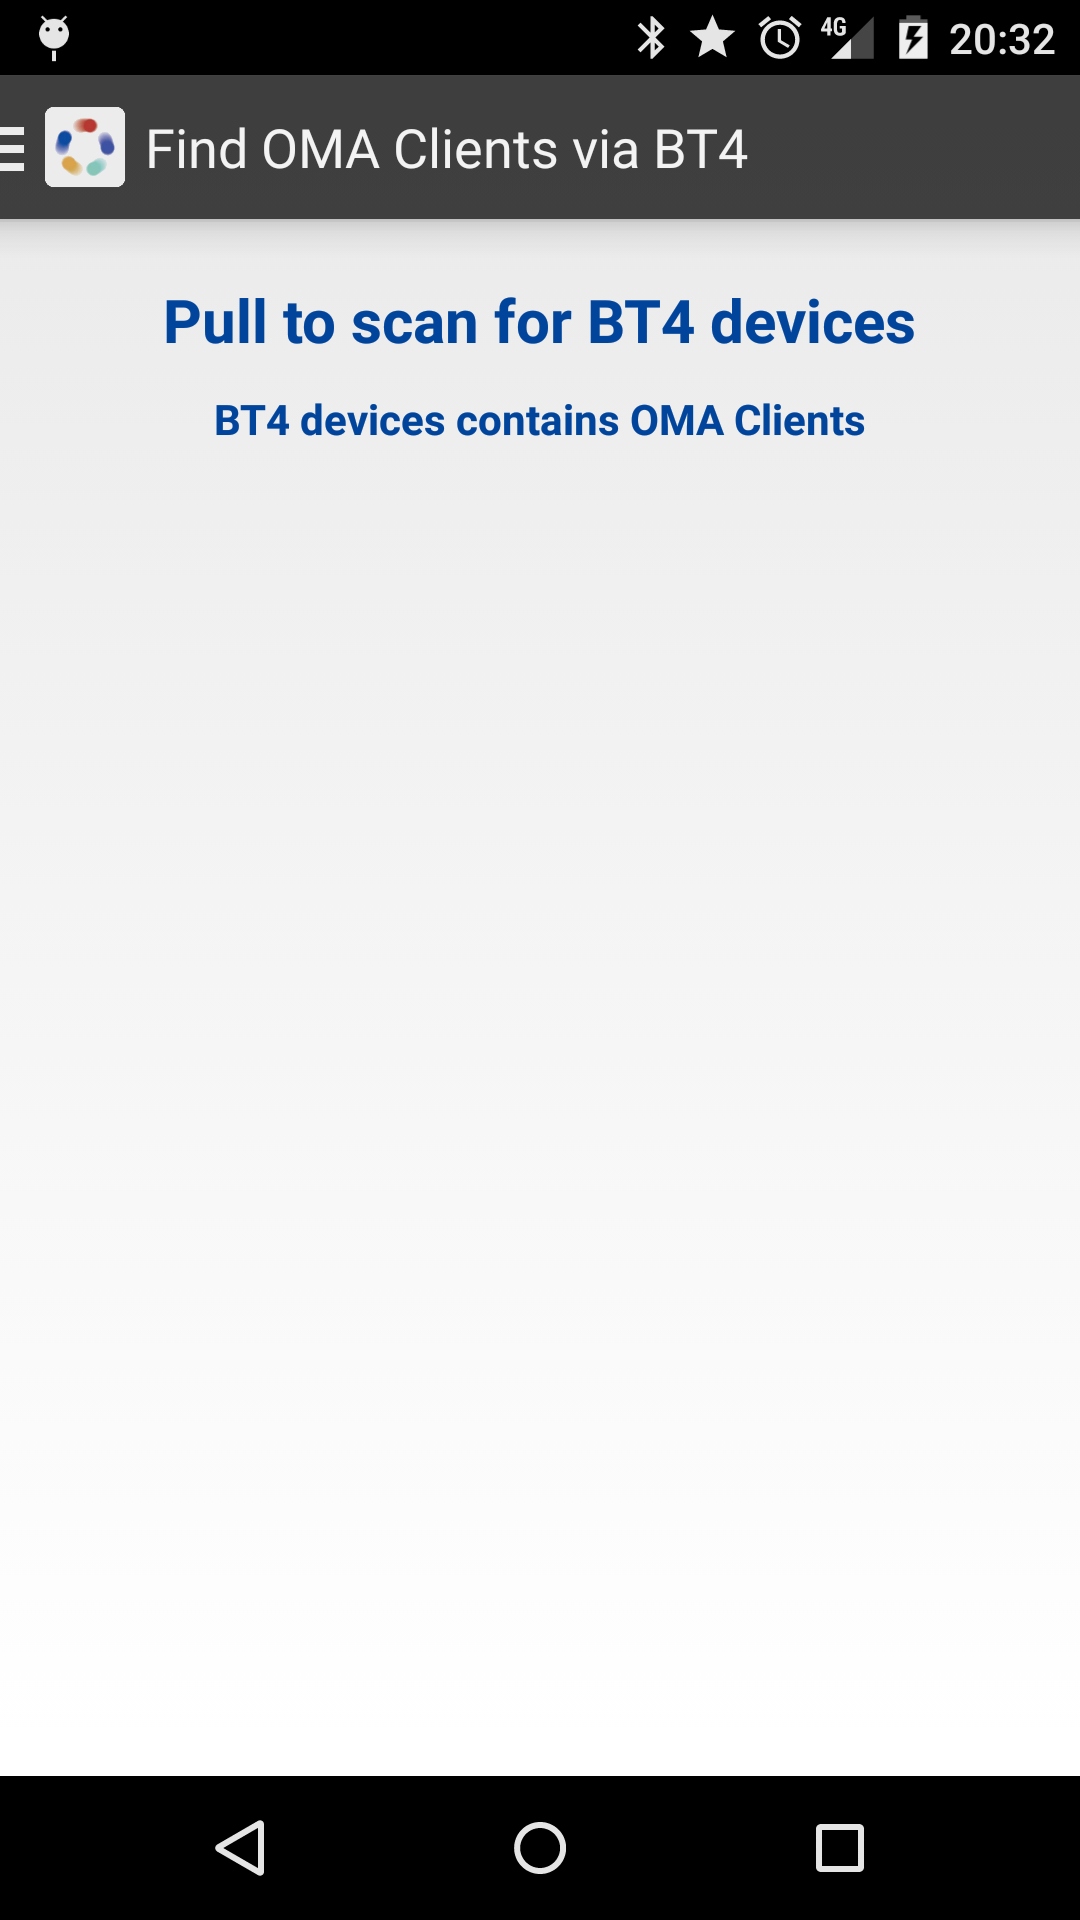 4G 20:32
Find OMA Clients via BT4
Pull to scan for BT4 devices
BT4 devices contains OMA Clients